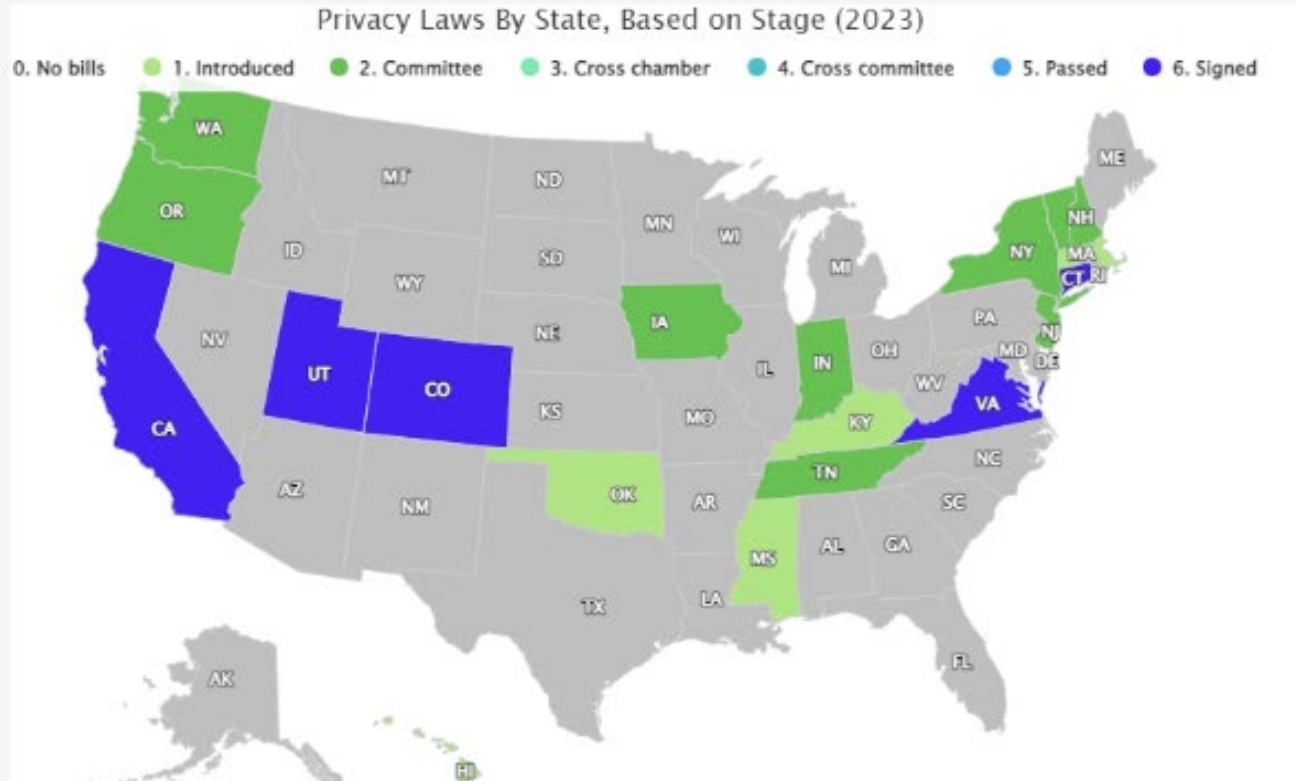 Privacy Laws By State, Based on Stage (2023)
0. No bills 1. Introduced 2. Committee 3. Cross chamber 4. Cross committee 5. Passed 6. Signed
WA
ME
MT
ND
OR
MN
NH
ID
SD
WI
NY
MA
MI
CT RI
WY
IA
PA
NV
NE
NJ
IL
IN
OH
MD
DE
UT
CO
WV
VA
CA
KS
MO
KY
NC
TN
AZ
NM
OK
AR
SC
MS
AL
GA
TX
LA
FL
AK
HI